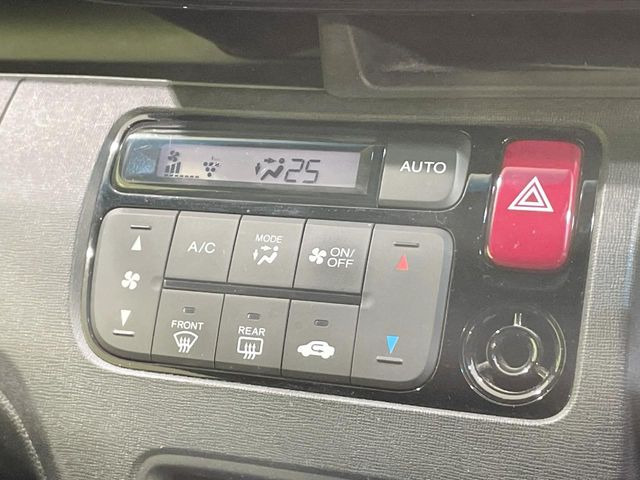 25
AUTO
A/C
MODE
ON/
OFF
FRONT
REAR